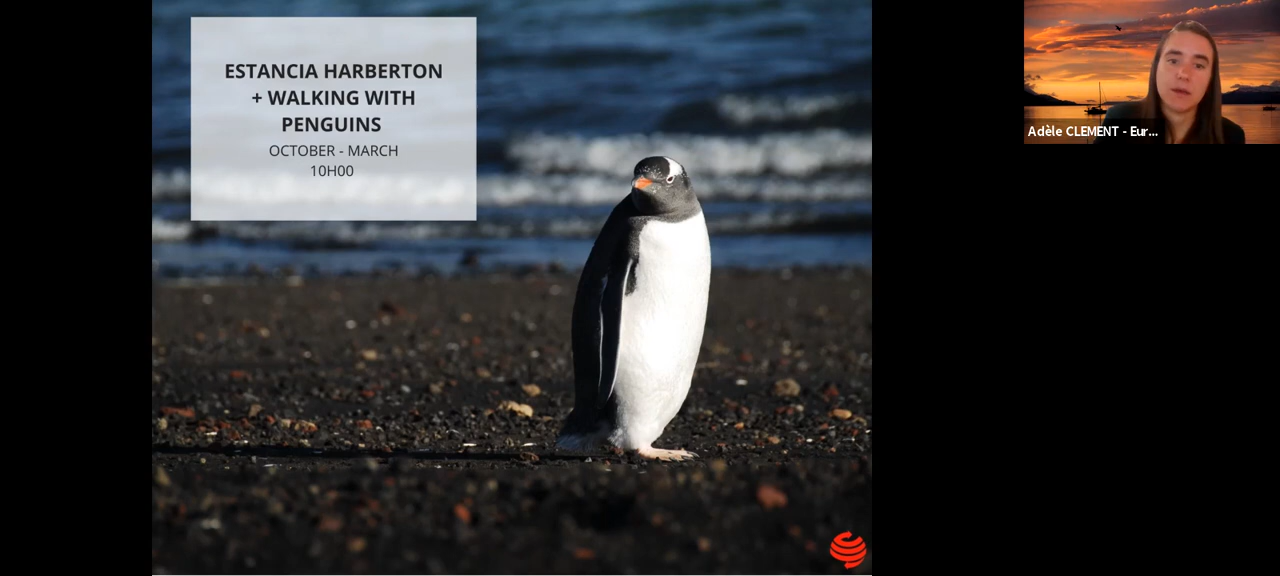 ESTANCIA HARBERTON
+ WALKING WITH
PENGUINS
OCTOBER - MARCH
10H00
Adèle CLEMENT - Eur...